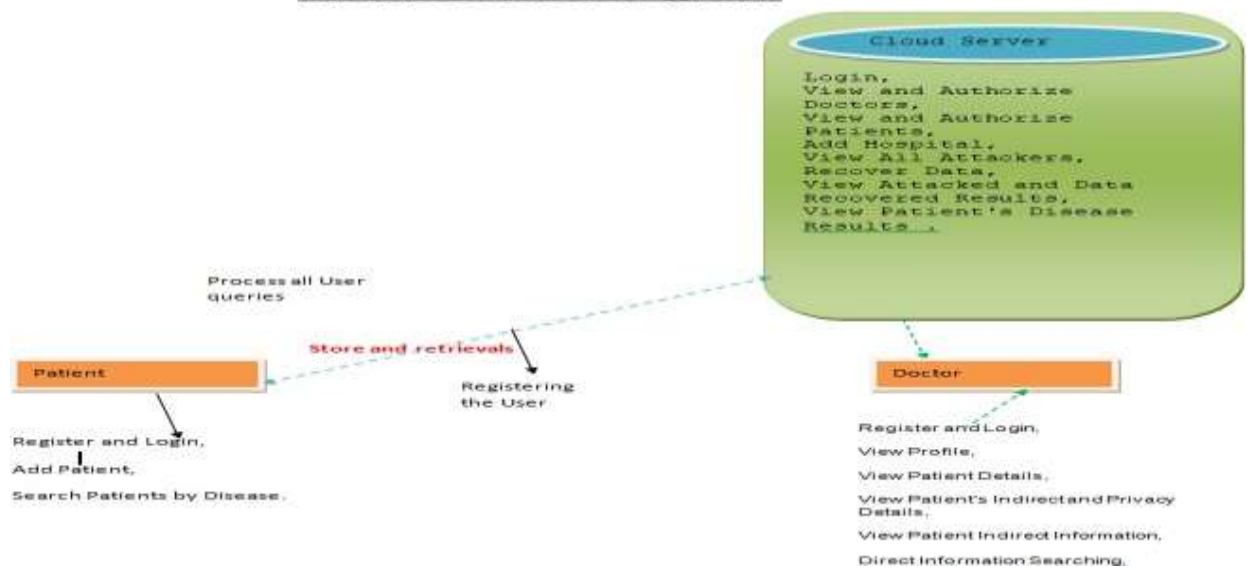 Cloud Server
Login,
View and Authorize
Doctors,
View and Authorize
Patients,
Add Hospital,
View All Attackers,
Recover Data,
View Attacked and Data
Recovered Results,
View Patient's Disease
Results .
Process all User
queries
Store and retrievals
Registering
the User
Patient
Register and Login,
Add Patient,
Search Patients by Disease.
Doctor
Register and Login,
View Profile,
View Patient Details,
View Patient's Indirect and Privacy
Details,
View Patient Indirect Information,
Direct Information Searching,